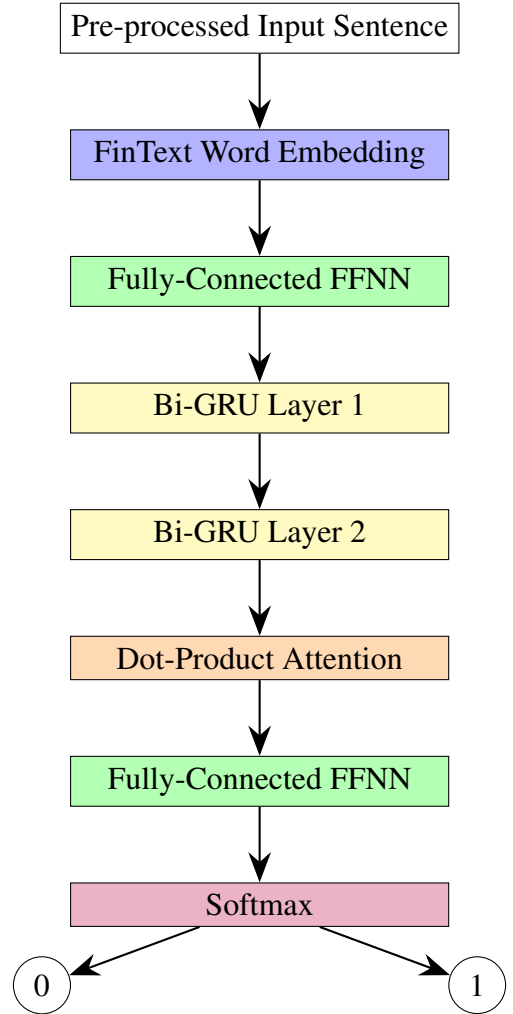 Pre-processed Input Sentence
FinText Word Embedding
Fully-Connected FFNN
Bi-GRU Layer 1
Bi-GRU Layer 2
Dot-Product Attention
Fully-Connected FFNN
Softmax
0
1